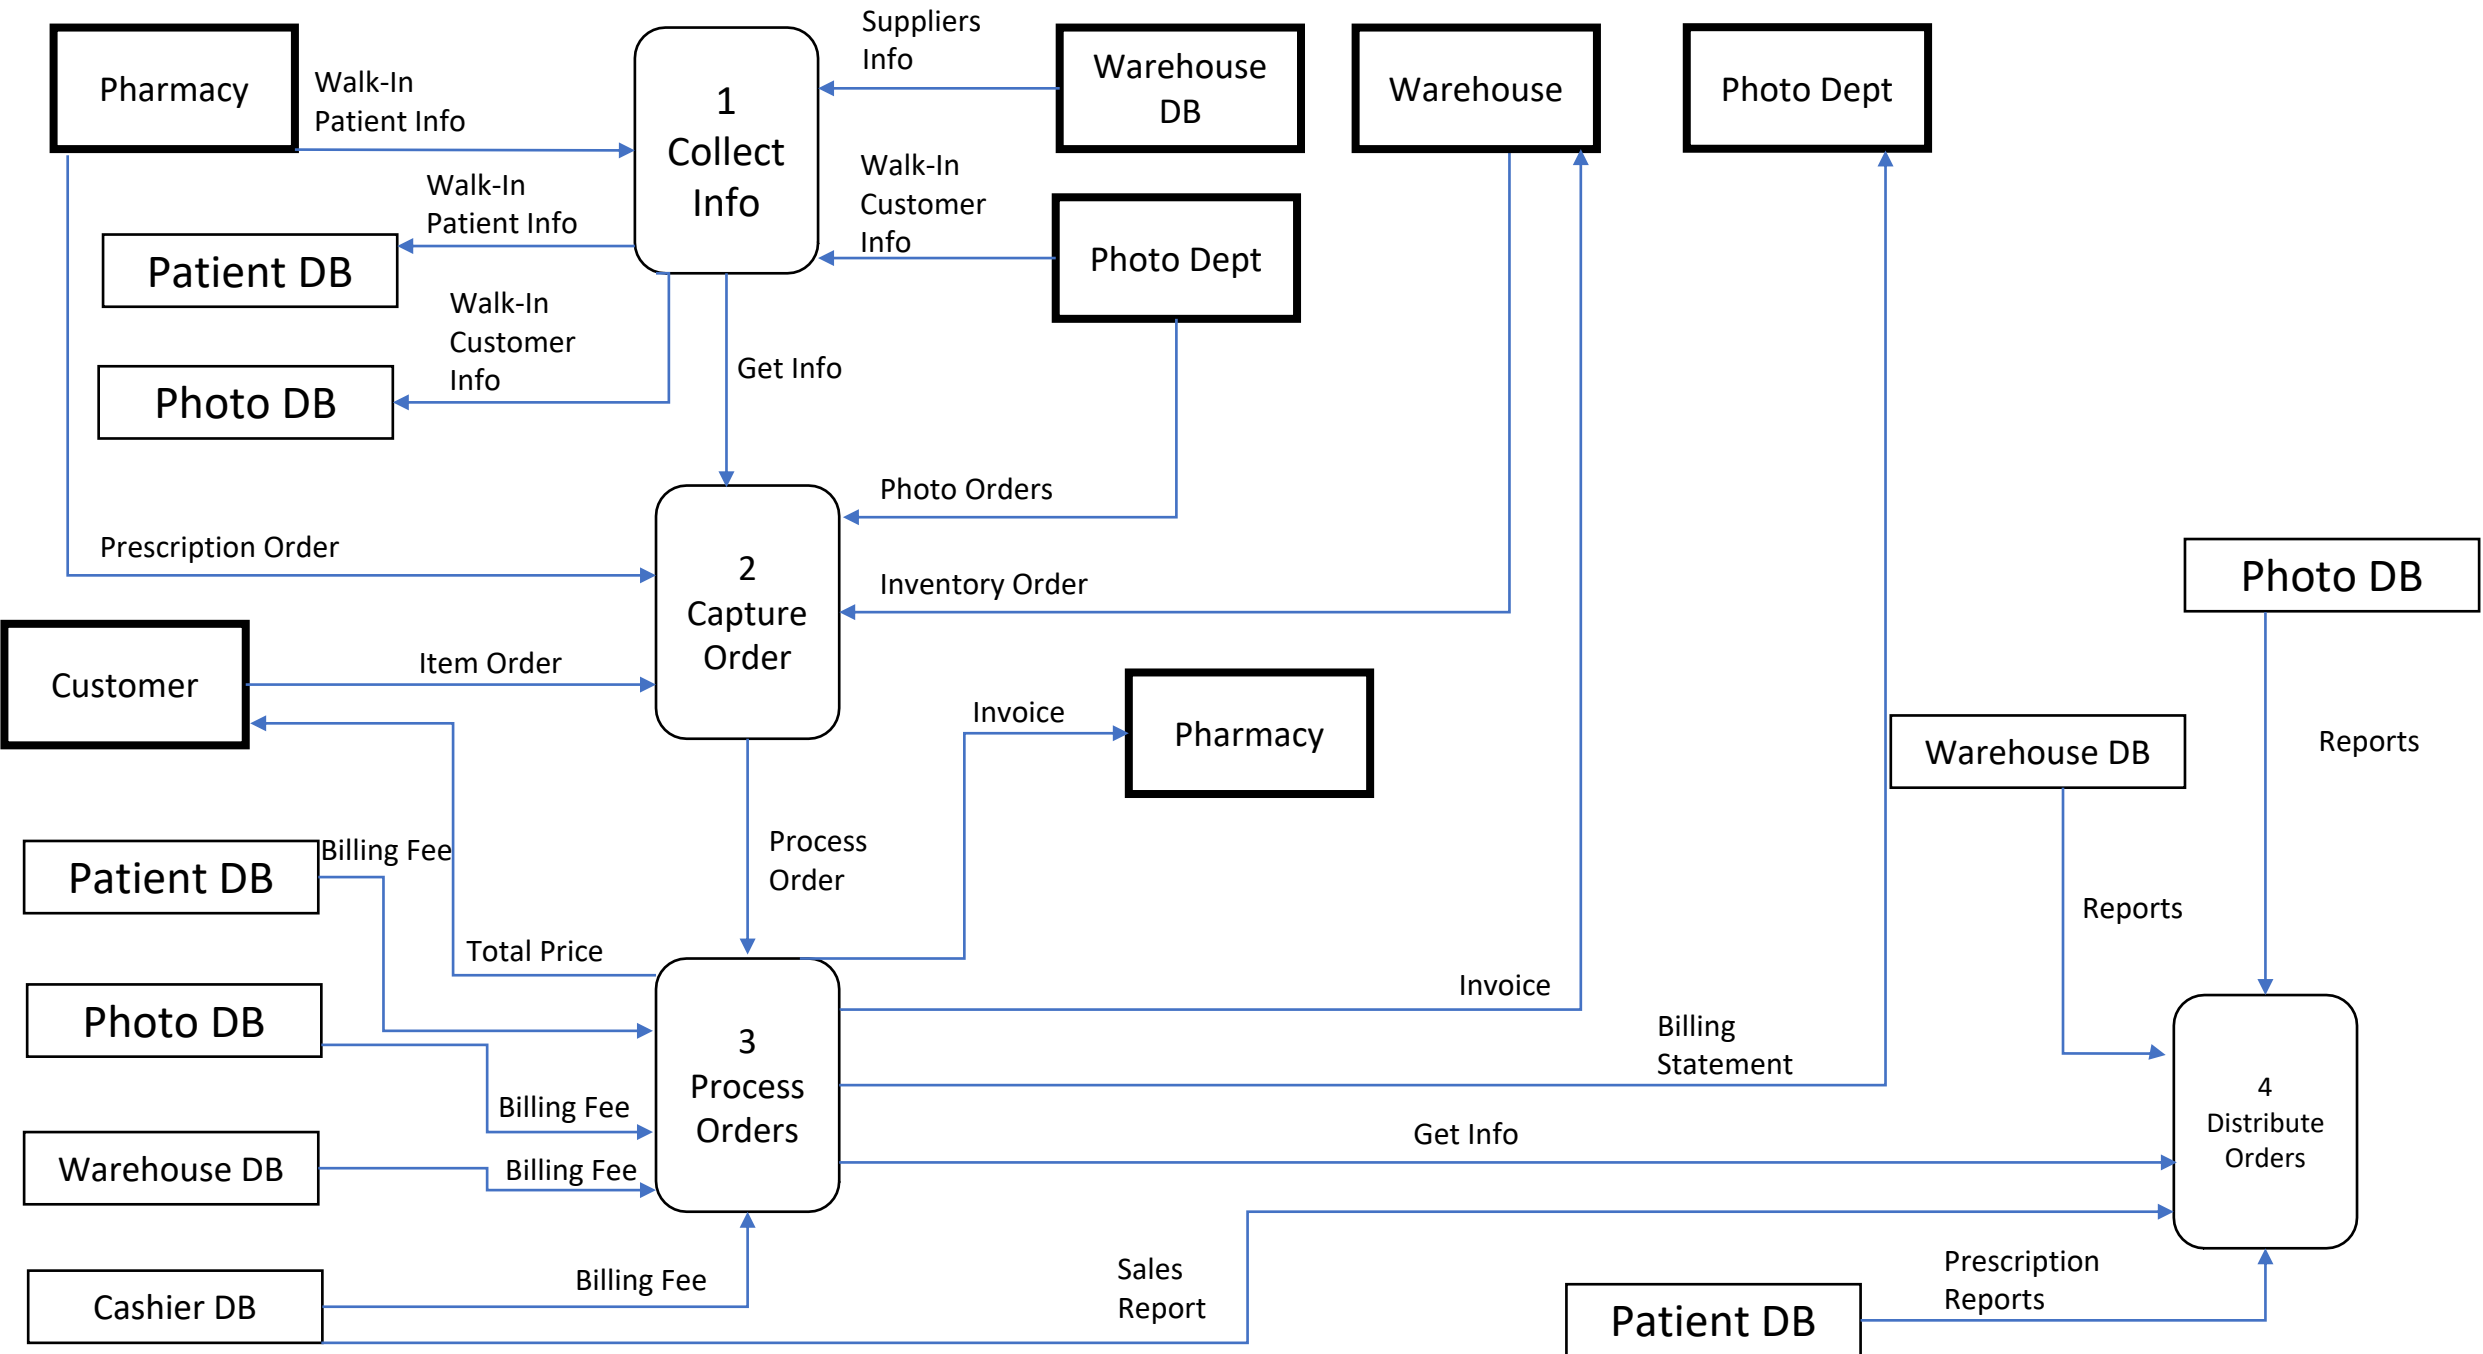 Pharmacy
Walk-In
Patient Info
1
Collect
Info
Suppliers
Info
Warehouse
DB
Warehouse
Photo Dept
Walk-In
Patient Info
Walk-In
Customer
Info
Patient DB
Photo Dept
Walk-In
Customer
Info
Photo DB
Get Info
Photo Orders
Prescription Order
2
Capture
Order
Inventory Order
Photo DB
Customer
Item Order
Invoice
Pharmacy
Warehouse DB
Reports
Process
Order
Billing Fee
Patient DB
Reports
Total Price
Photo DB
Invoice
3
Process
Orders
Billing
Statement
4
Distribute
Orders
Billing Fee
Get Info
Warehouse DB
Billing Fee
Cashier DB
Billing Fee
Sales
Report
Prescription
Reports
Patient DB